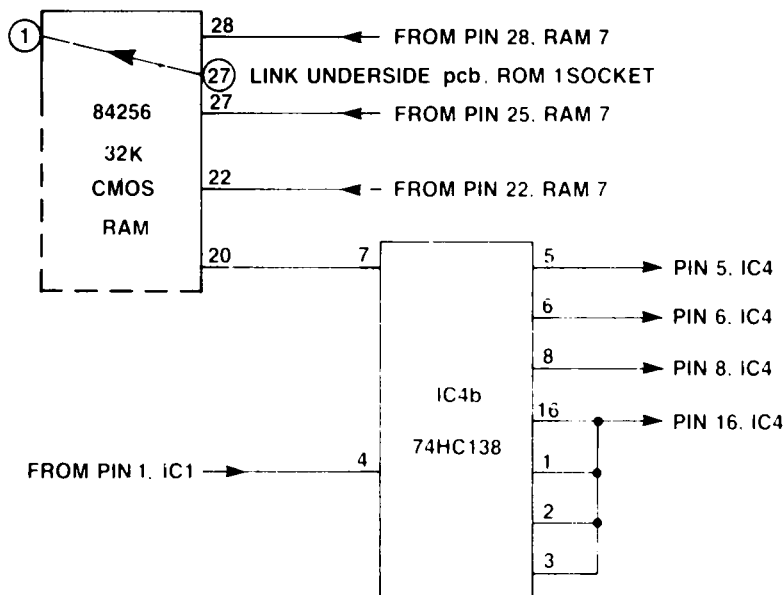 1
28
FROM PIN 28. RAM 7
27
LINK UNDERSIDE pcb. ROM 1 SOCKET
27
FROM PIN 25. RAM 7
84256
32K
CMOS
RAM
22
FROM PIN 22. RAM 7
20
7
5
PIN 5. IC4
6
PIN 6. IC4
8
PIN 8. IC4
IC4b
74HC138
16
PIN 16. IC4
FROM PIN 1. IC1
4
1
2
3